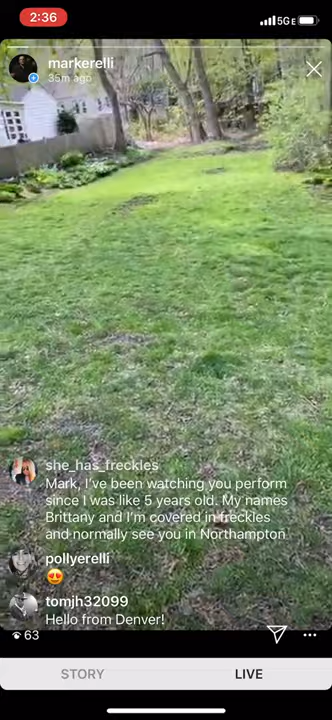 2:36
5GE
markerelli
35m ago
she_has_freckles
Mark, I've been watching you perform
since I was like 5 years old. My names
Brittany and I'm covered in freckles
and normally see you in Northampton
pollyerelli
😍
tomjh32099
Hello from Denver!
63
STORY
LIVE